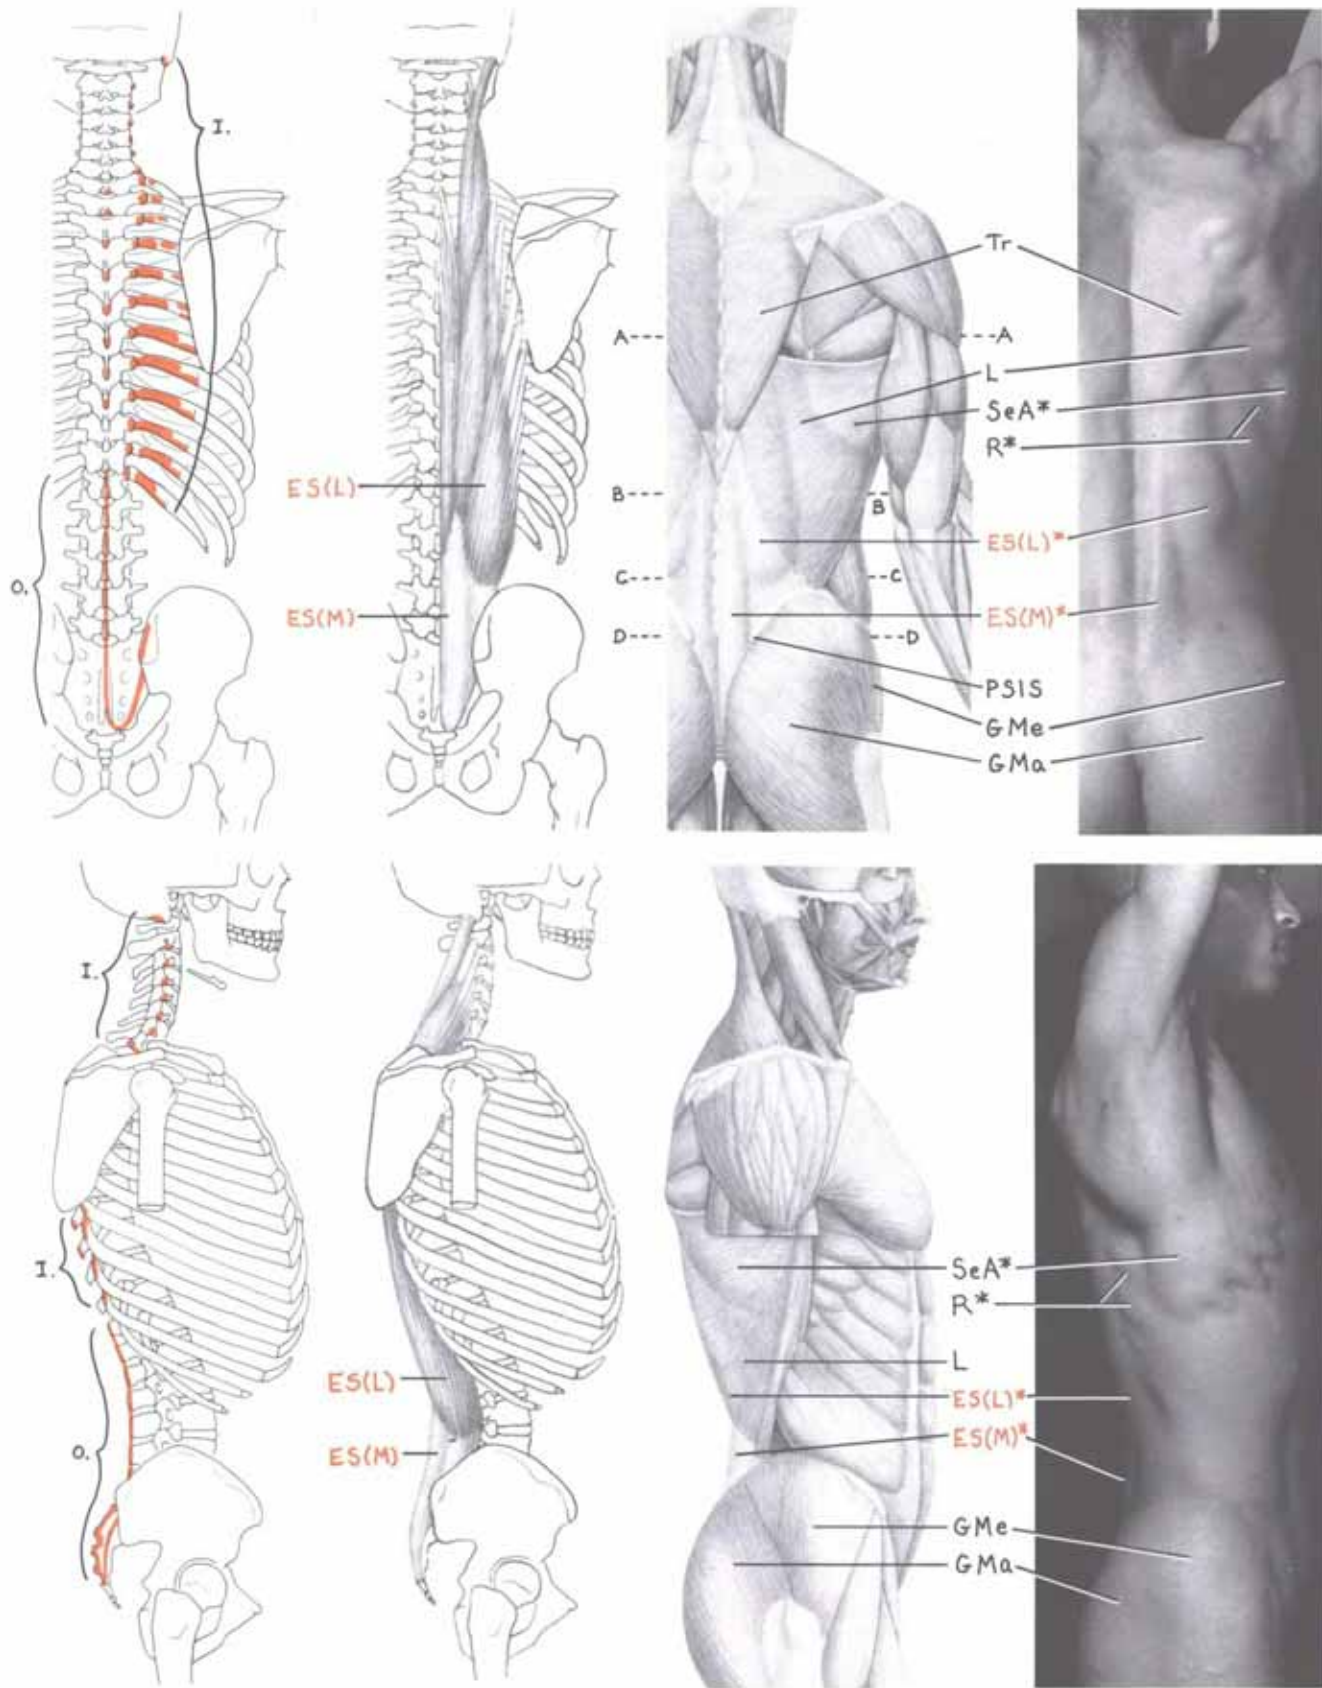 I.
O.
ES(L)
ES(M)
Tr
A A
L
SeA*
R*
B B
ES(L)*
C C
ES(M)*
D D
PSIS
GMe
GMa
I.
I.
O.
ES(L)
ES(M)
SeA*
R*
L
ES(L)*
ES(M)*
GMe
GMa